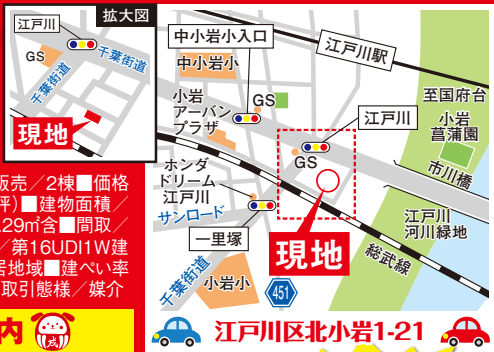 拡大図
江戸川
GS
千葉街道
千葉街道
現地
中小岩小入口
中小岩小
江戸川駅
小岩
アーバン
プラザ
GS
江戸川
GS
至国府台
小岩
菖蒲園
市川橋
ホンダ
ドリーム
江戸川
サンロード
一里塚
現地
江戸川
河川緑地
総武線
千葉街道
小岩小
451
販売／2棟■価格
坪）■建物面積／
.29㎡含■間取／
／第16UDI1W建
居地域■建ぺい率
取引態様／媒介
内
戌
江戸川区北小岩1-21